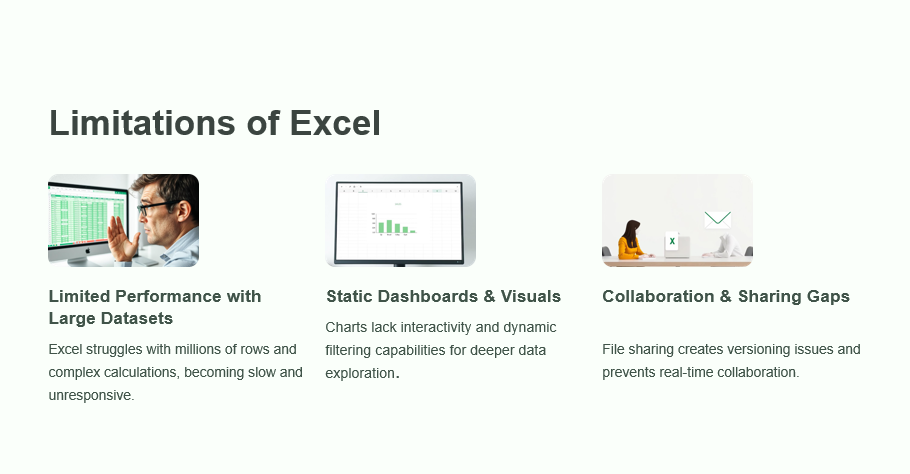 Limitations of Excel
Limited Performance with
Large Datasets
Excel struggles with millions of rows and
complex calculations, becoming slow and
unresponsive.
Static Dashboards & Visuals
Charts lack interactivity and dynamic
filtering capabilities for deeper data
exploration.
X
Collaboration & Sharing Gaps
File sharing creates versioning issues and
prevents real-time collaboration.